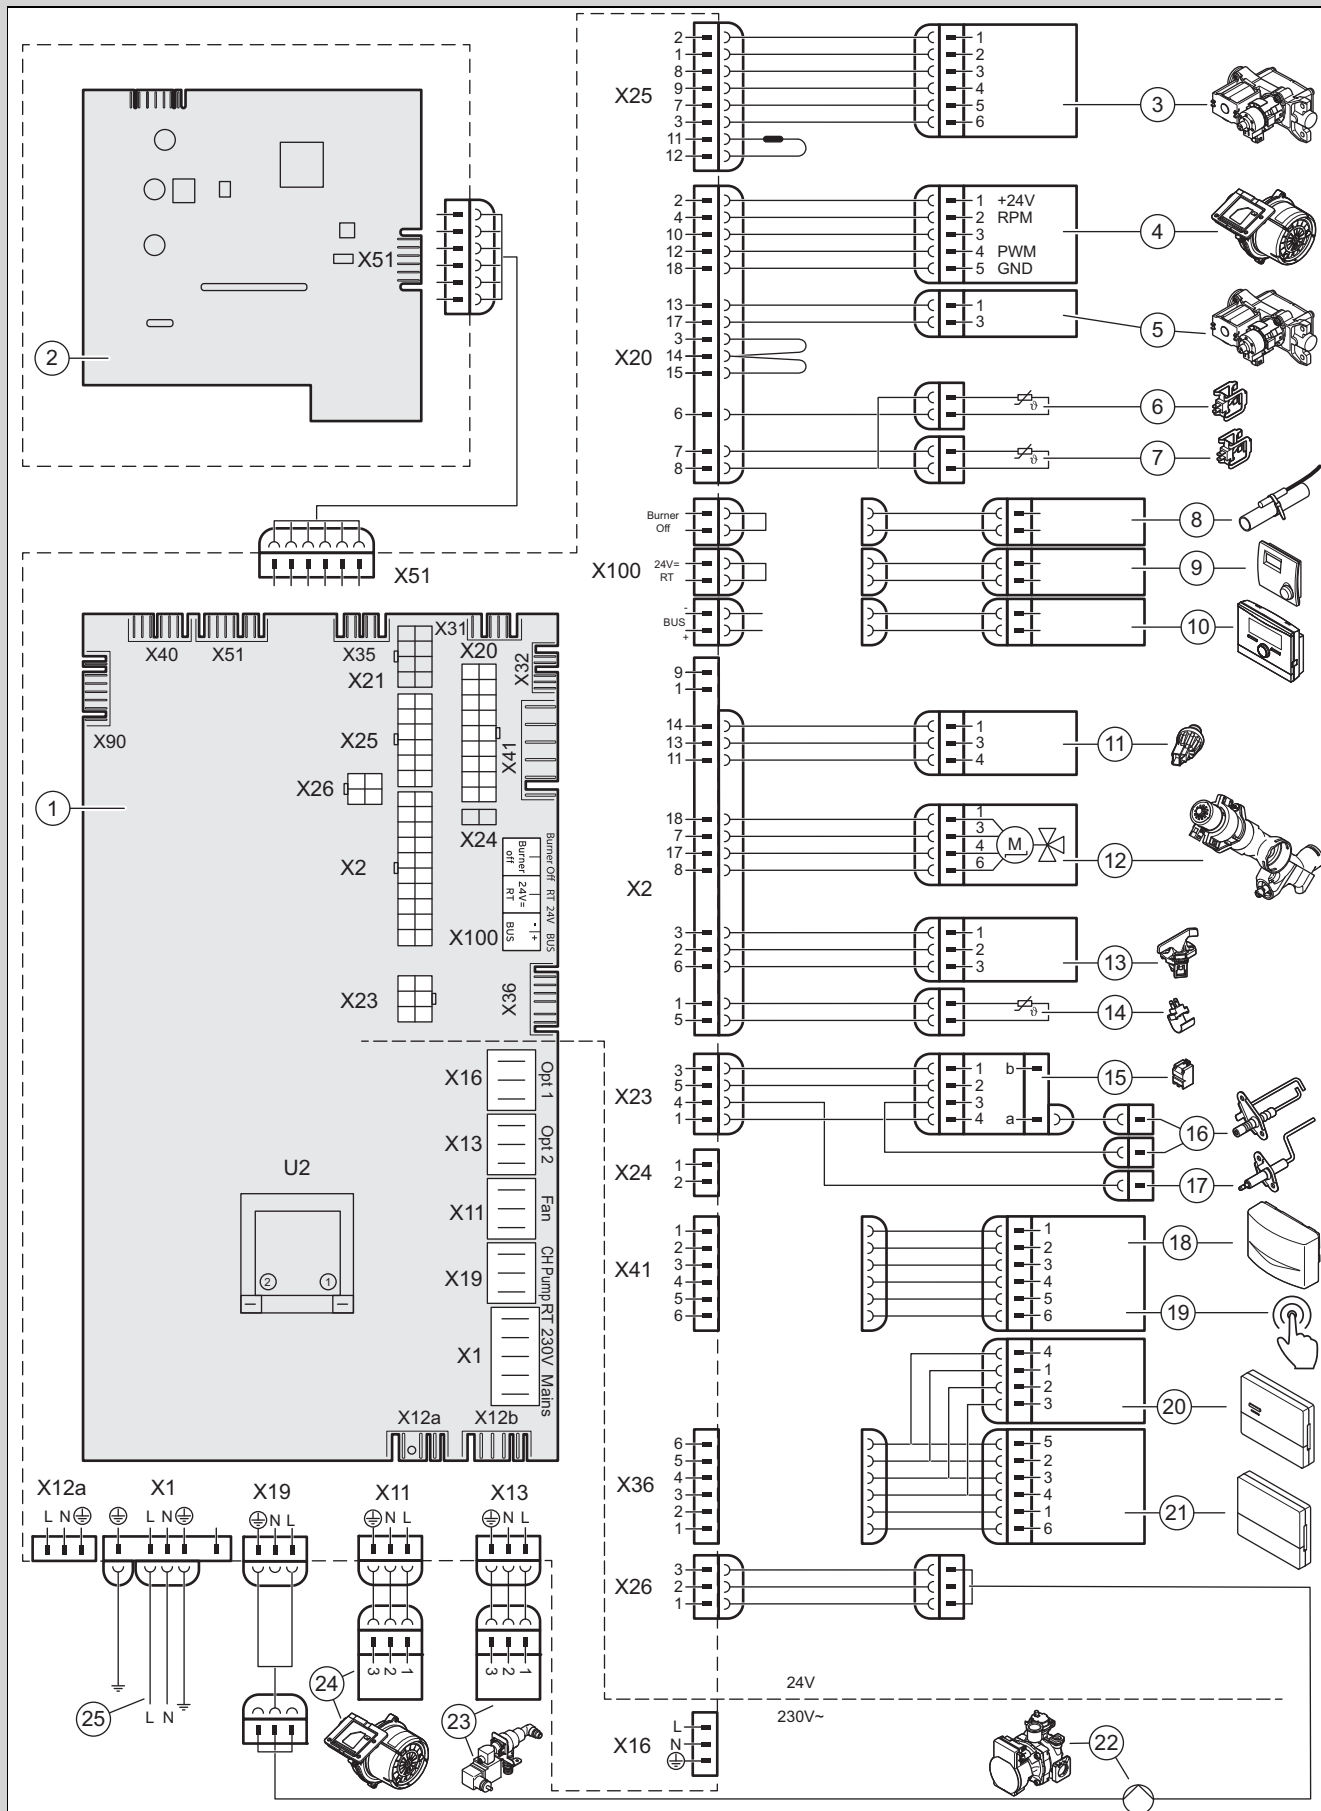 X51
2
X51
X40
X51
X35
X31
X20
X21
X32
X90
X25
X41
X26
X24
X2
Burner off
24V= RT
BUS - +
Burner Off RT 24V BUS
X100
X23
X36
1
X16
Opt 1
X13
Opt 2
X11
Fan
X19
CH Pump
X1
RT 230V Mains
U2
2 1
X12a X12b
X12a X1 X19 X11 X13
L N L N N L N L N L
3 2 1
3 2 1
24
23
25
L N
X25
2 1
1 2
8 3
9 4
7 5
3 6
11
12
3
X20
2 1 +24V
4 2 RPM
10 3
12 4 PWM
18 5 GND
4
13 1
17 3
5
3
14
15
6
ϑ
6
7
8
ϑ
7
X100
Burner Off
8
24V= RT
9
-
BUS
+
10
X2
9
1
14 1
13 3
11 4
11
18 1
7 3
17 4
8 6
M
12
3 1
2 2
6 3
13
1
5
ϑ
14
X23
3 1 b
5 2
4 3
1 4 a
15
16
17
X24
1
2
X41
1 1
2 2
3 3
4 4
5 5
6 6
18
19
4
1
2
3
20
X36
6 5
5 2
4 3
3 4
2 1
1 6
21
X26
3
2
1
24V
230V~
X16
L
N
22